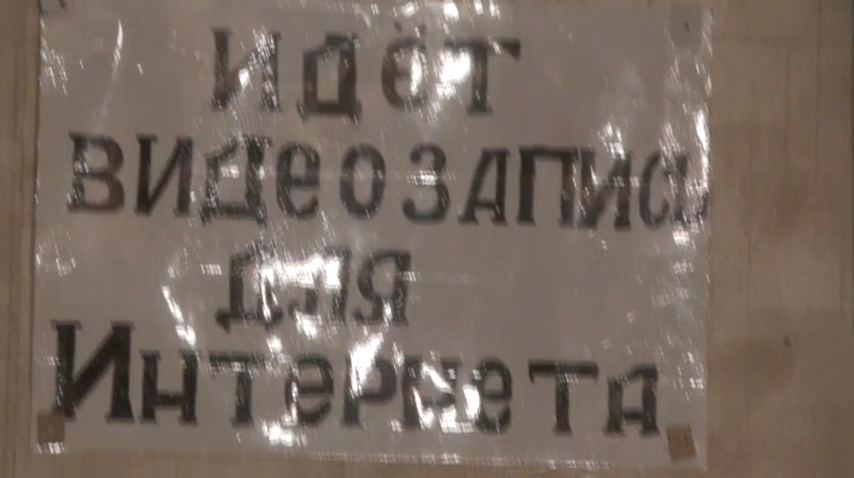 идёт
видеозапись
для
Интернета